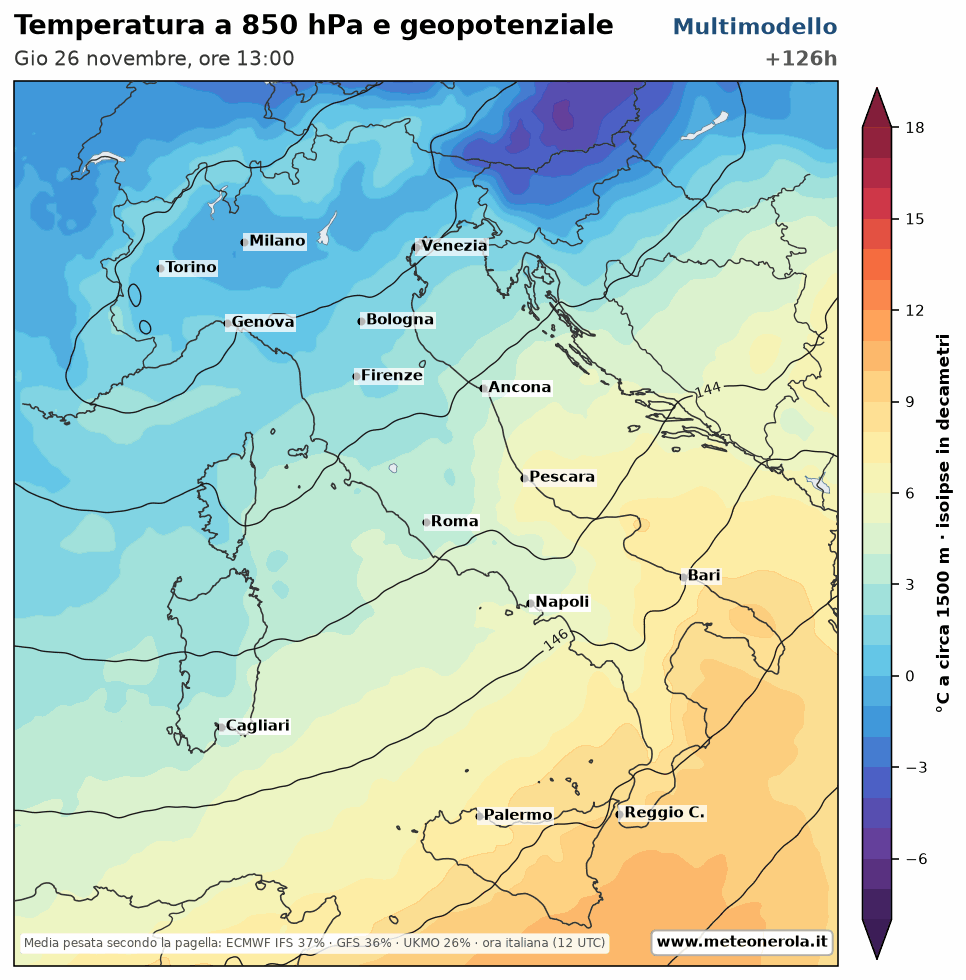 Temperatura a 850 hPa e geopotenziale
Multimodello
Gio 26 novembre, ore 13:00
+126h
Milano
Venezia
Torino
Genova
Bologna
Firenze
Ancona
144
Pescara
Roma
Bari
Napoli
146
Cagliari
Palermo
Reggio C.
18
15
12
9
6
3
0
−3
−6
°C a circa 1500 m · isoipse in decametri
Media pesata secondo la pagella: ECMWF IFS 37% · GFS 36% · UKMO 26% · ora italiana (12 UTC)
www.meteonerola.it